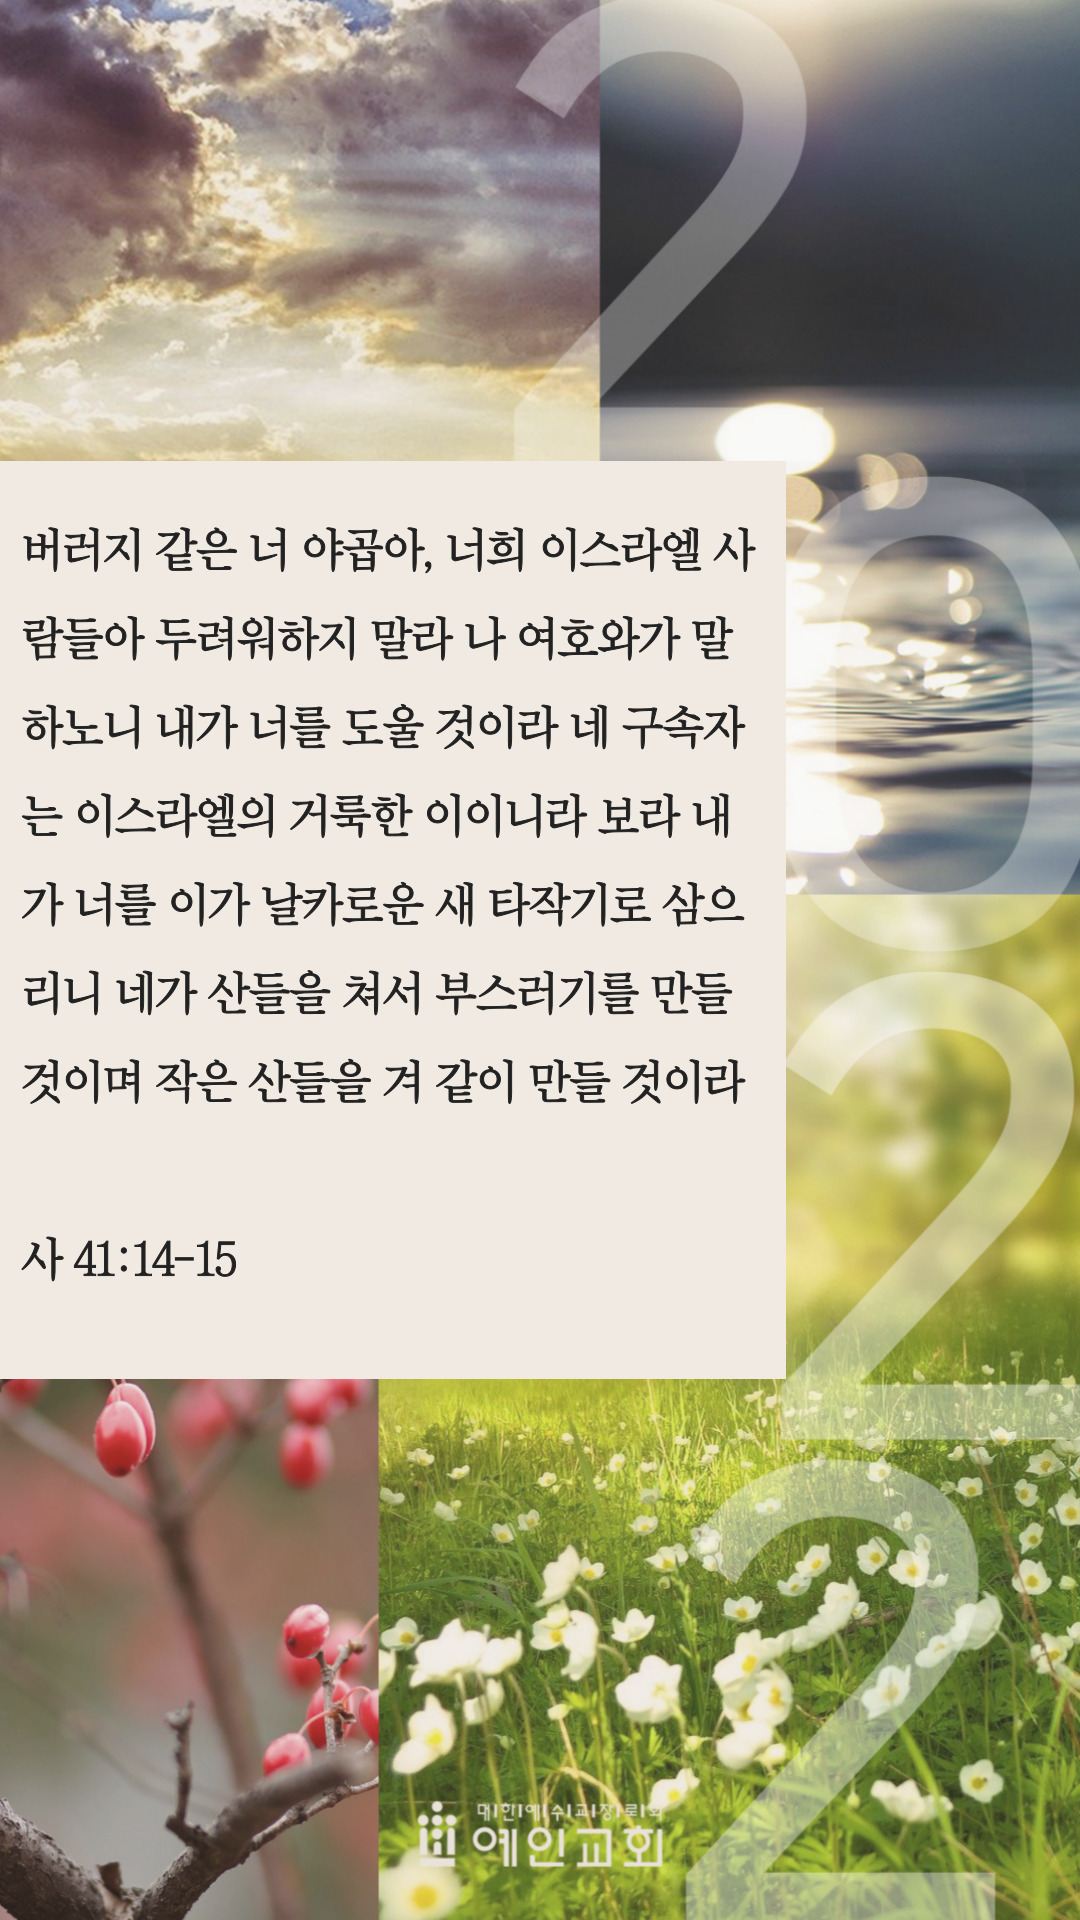 2
0
2
2
버러지 같은 너 야곱아, 너희 이스라엘 사
람들아 두려워하지 말라 나 여호와가 말
하노니 내가 너를 도울 것이라 네 구속자
는 이스라엘의 거룩한 이이니라 보라 내
가 너를 이가 날카로운 새 타작기로 삼으
리니 네가 산들을 쳐서 부스러기를 만들
것이며 작은 산들을 겨 같이 만들 것이라
사 41:14-15
대한예수교장로회
예인교회